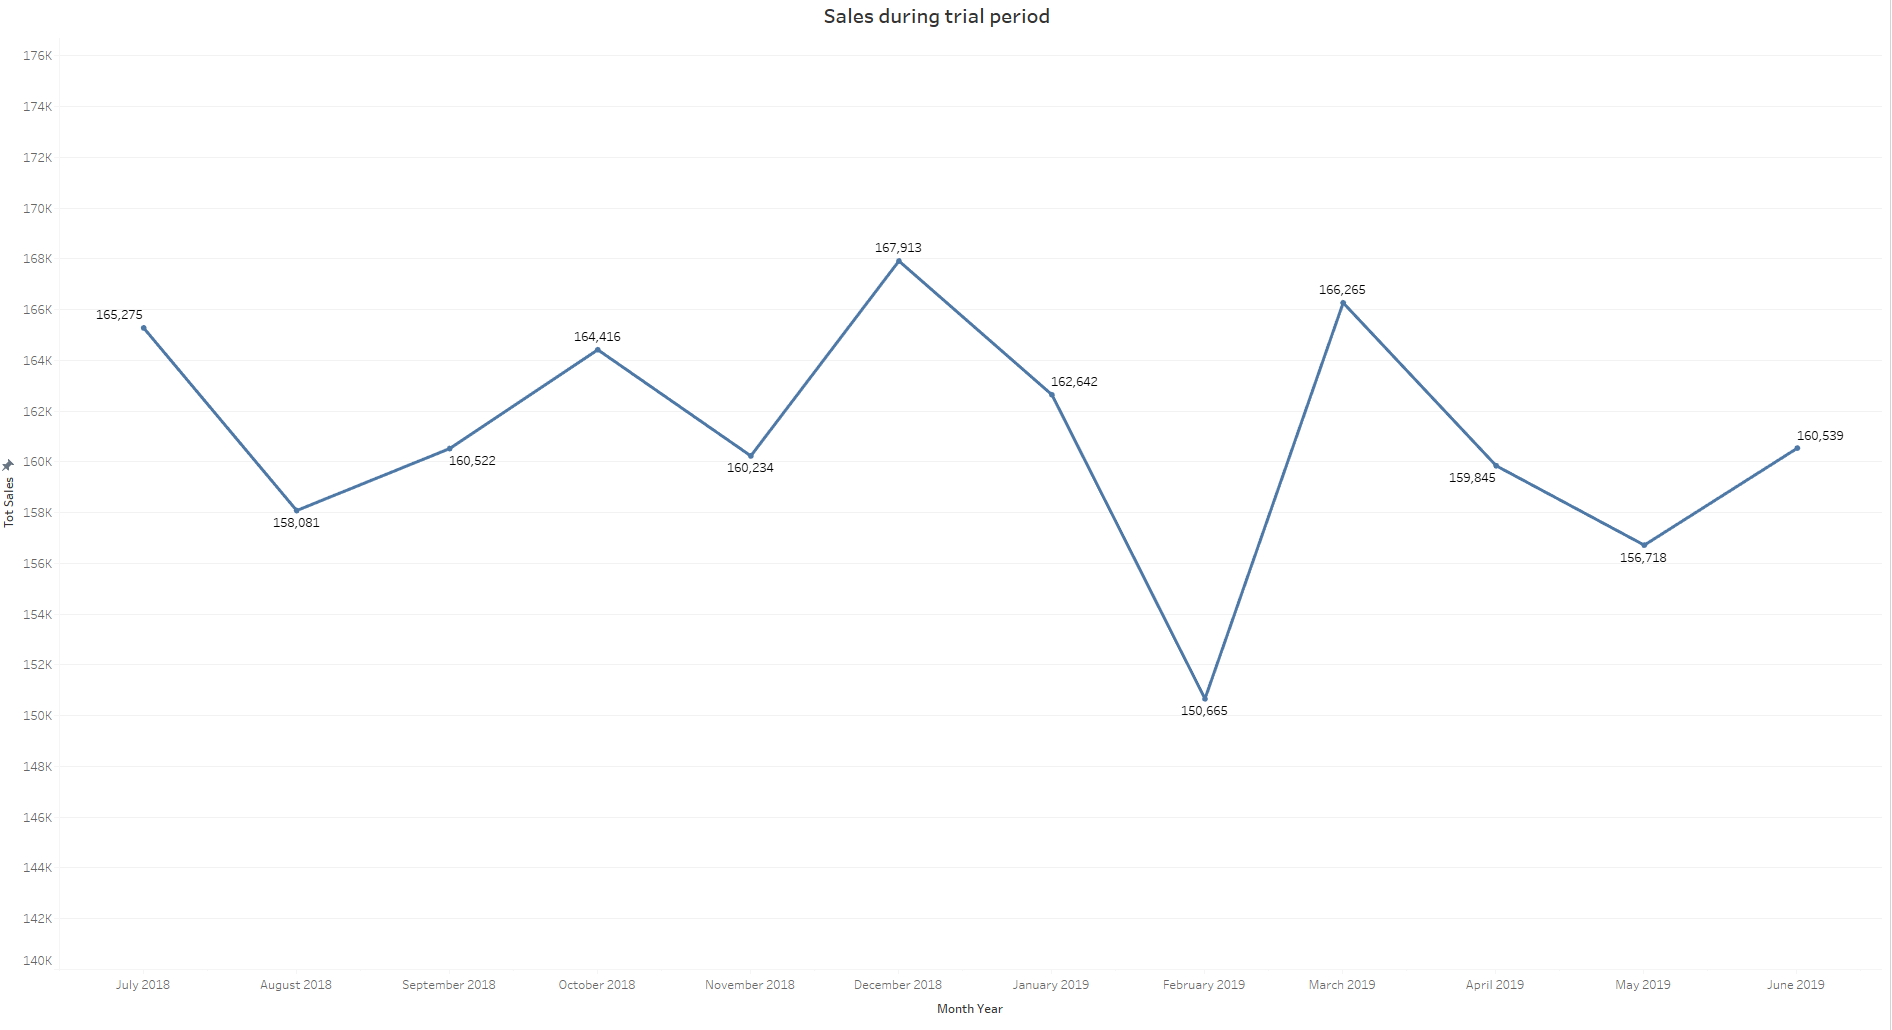 Sales during trial period
176K
174K
172K
170K
168K
166K
164K
162K
160K
158K
156K
154K
152K
150K
148K
146K
144K
142K
140K
Tot Sales
165,275
158,081
160,522
164,416
160,234
167,913
162,642
150,665
166,265
159,845
156,718
160,539
July 2018 August 2018 September 2018 October 2018 November 2018 December 2018 January 2019 February 2019 March 2019 April 2019 May 2019 June 2019
Month Year